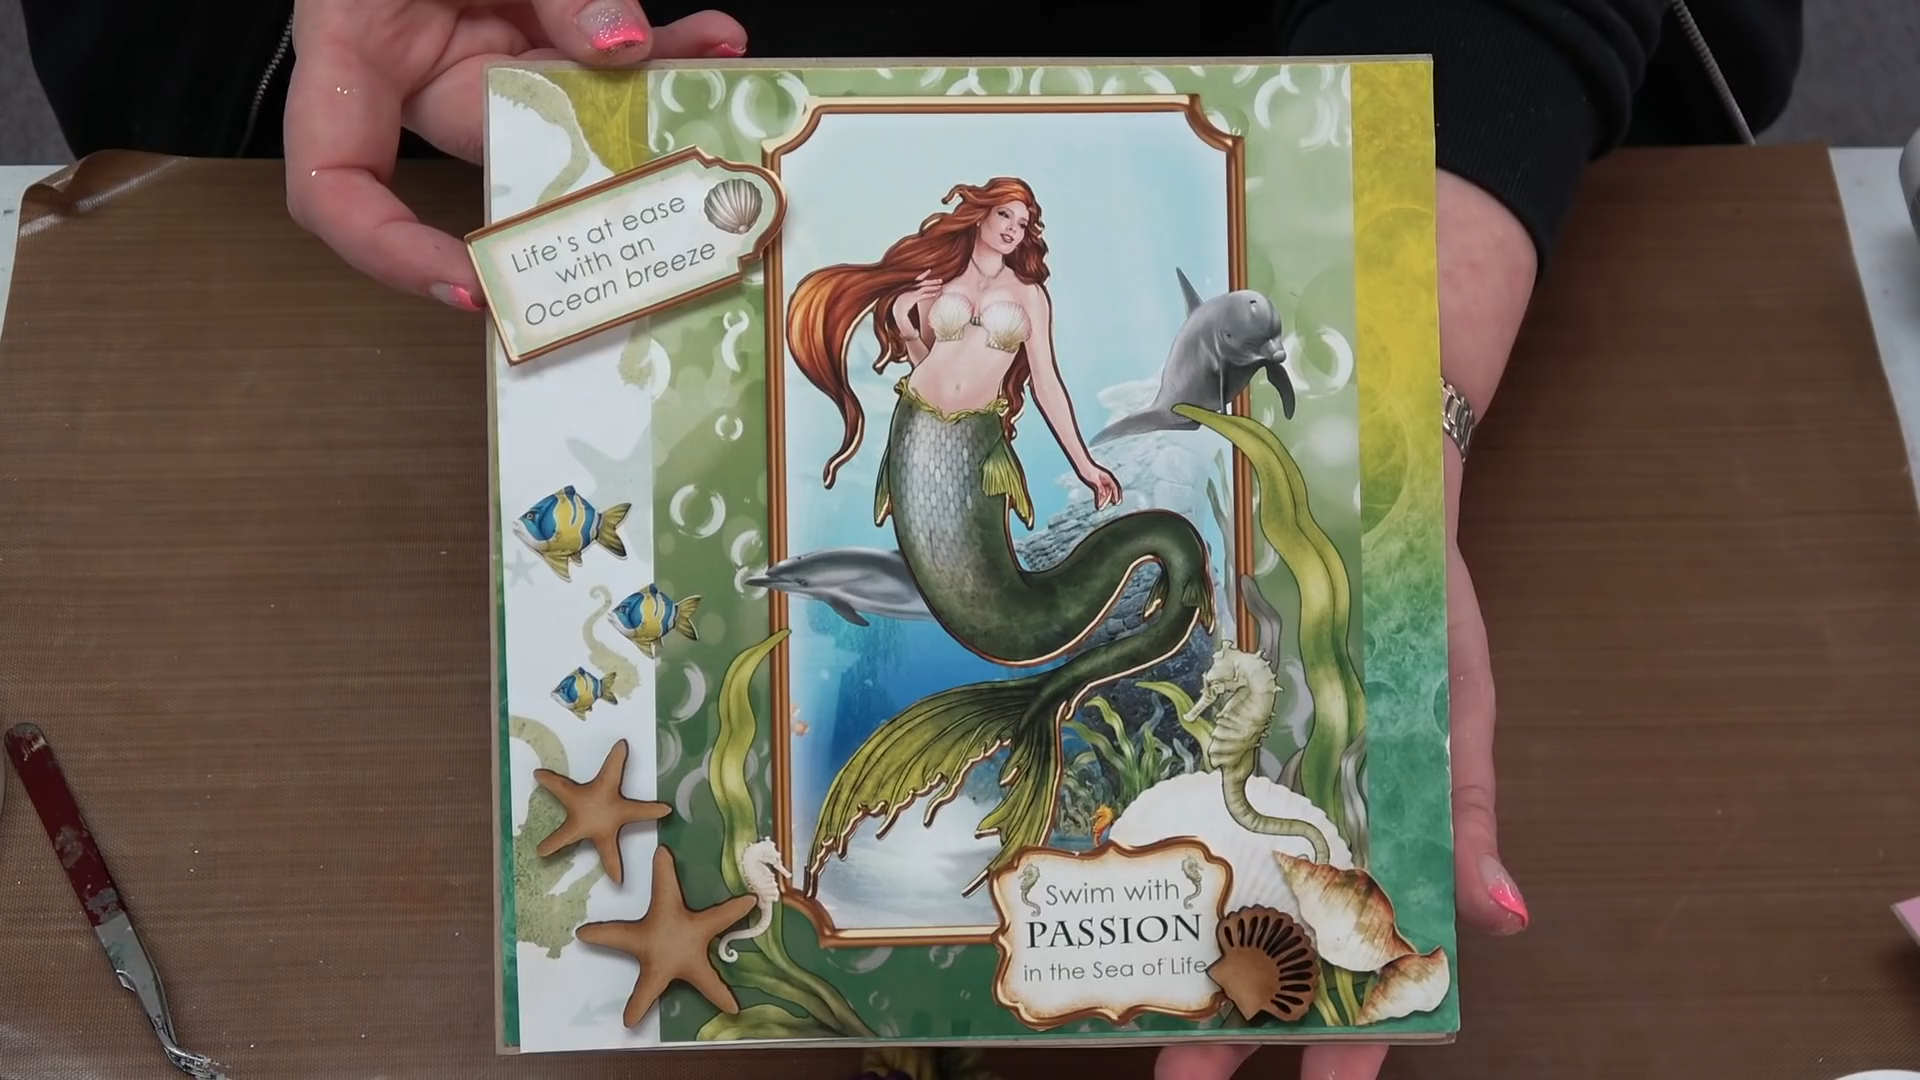 Life's at ease
with an
Ocean breeze
Swim with
PASSION
in the Sea of Life